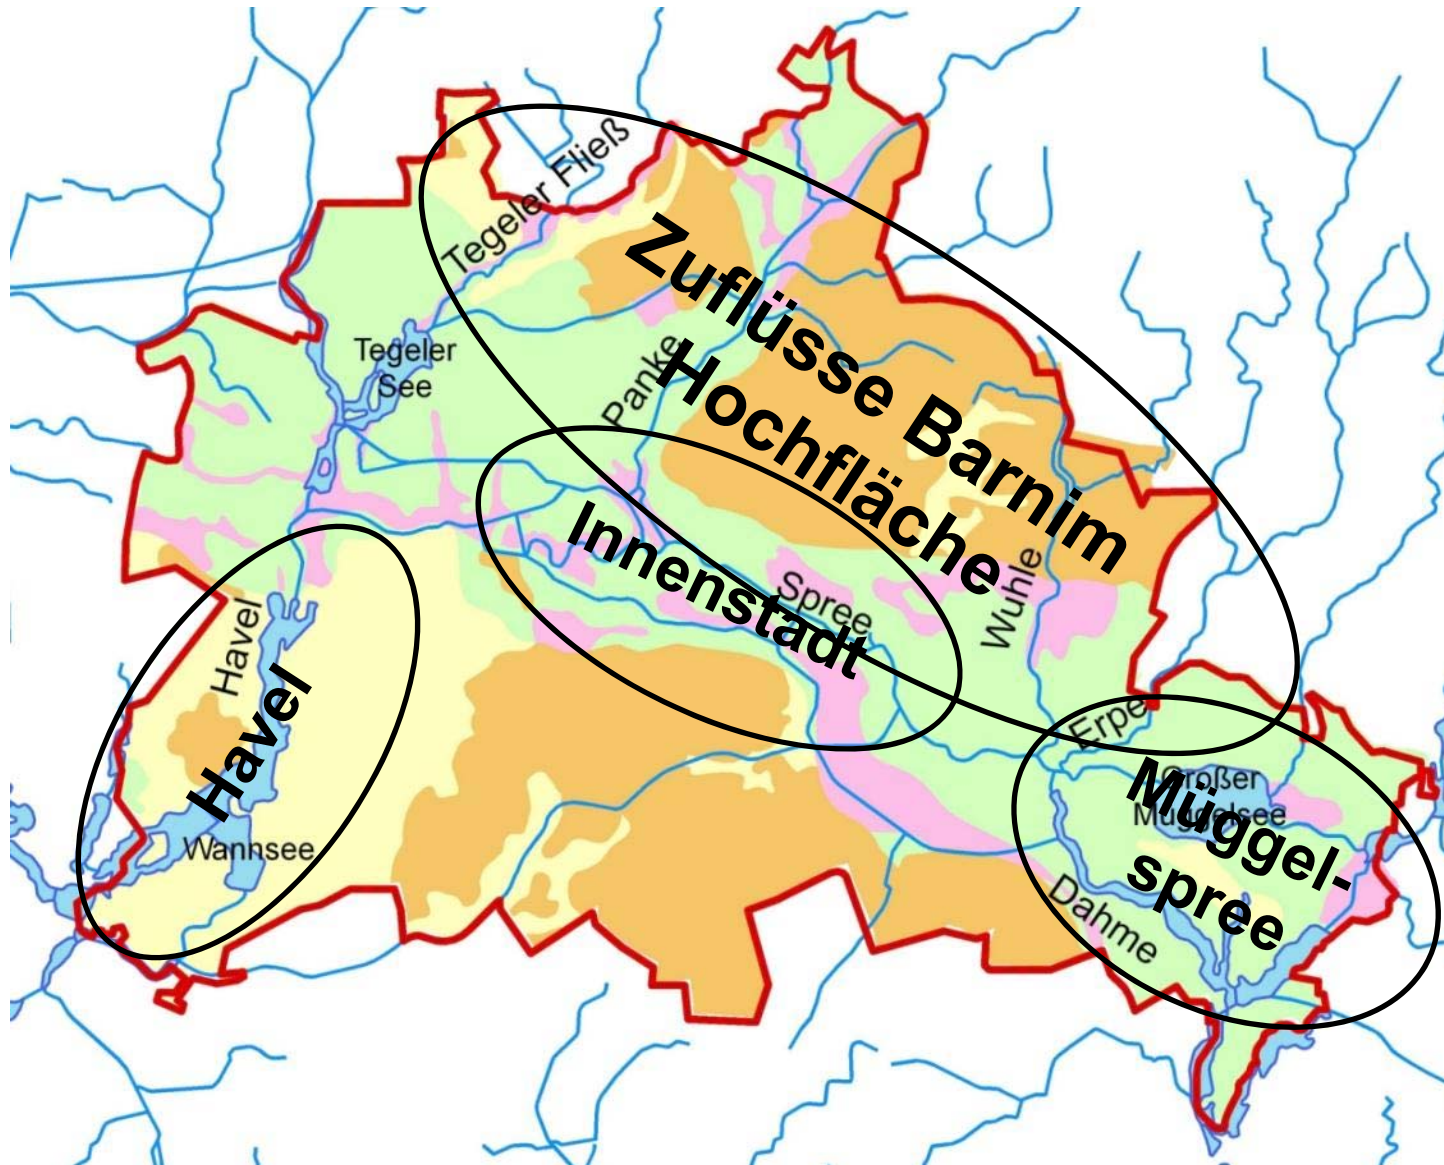 Tegeler Fließ
Zuflüsse Barnim
Hochfläche
Tegeler
See
Panke
Innenstadt
Spree
Wuhle
Havel
Havel
Wannsee
Erpe
Großer
Müggelsee
Müggel-
spree
Dahme